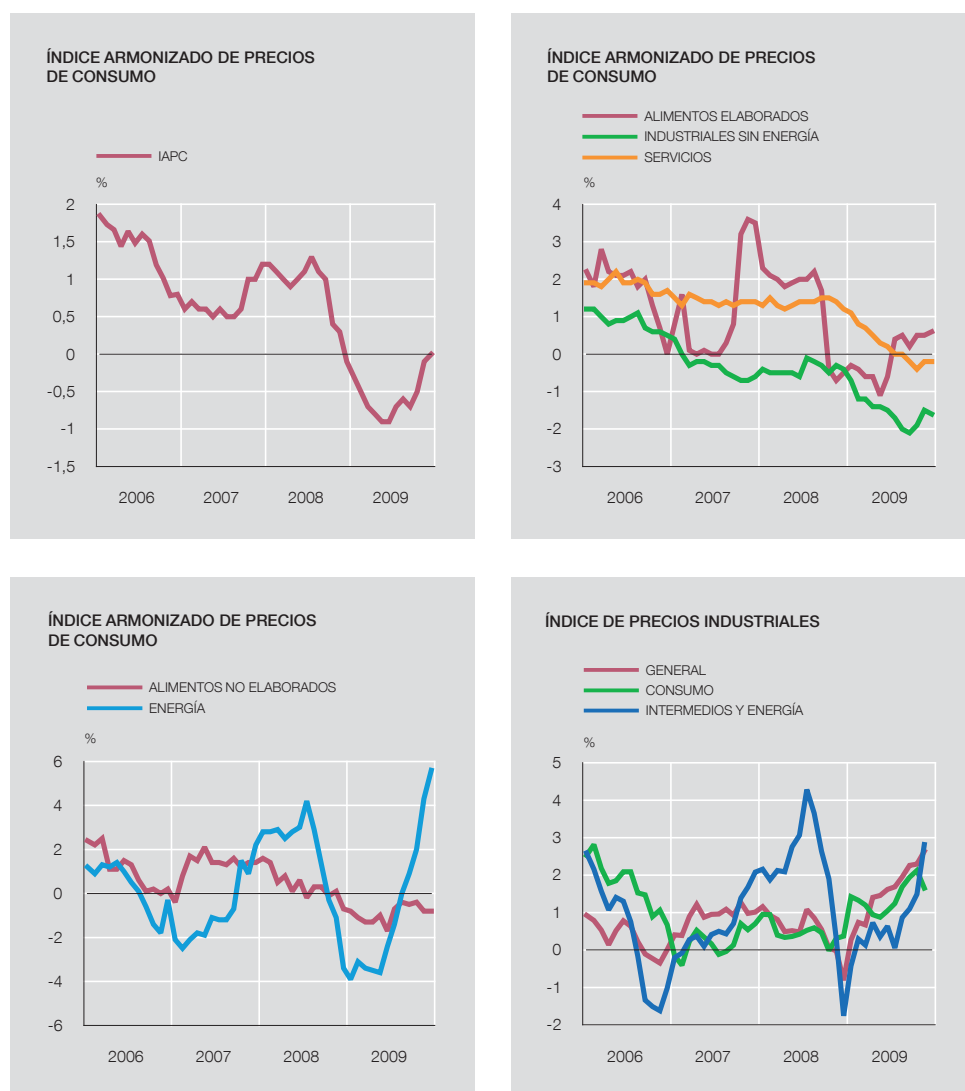 ÍNDICE ARMONIZADO DE PRECIOS
DE CONSUMO
IAPC
%
2
1,5
1
0,5
0
-0,5
-1
-1,5
2006 2007 2008 2009
ÍNDICE ARMONIZADO DE PRECIOS
DE CONSUMO
ALIMENTOS ELABORADOS
INDUSTRIALES SIN ENERGÍA
SERVICIOS
%
4
3
2
1
0
-1
-2
-3
2006 2007 2008 2009
ÍNDICE ARMONIZADO DE PRECIOS
DE CONSUMO
ALIMENTOS NO ELABORADOS
ENERGÍA
%
6
4
2
0
-2
-4
-6
2006 2007 2008 2009
ÍNDICE DE PRECIOS INDUSTRIALES
GENERAL
CONSUMO
INTERMEDIOS Y ENERGÍA
%
5
4
3
2
1
0
-1
-2
2006 2007 2008 2009